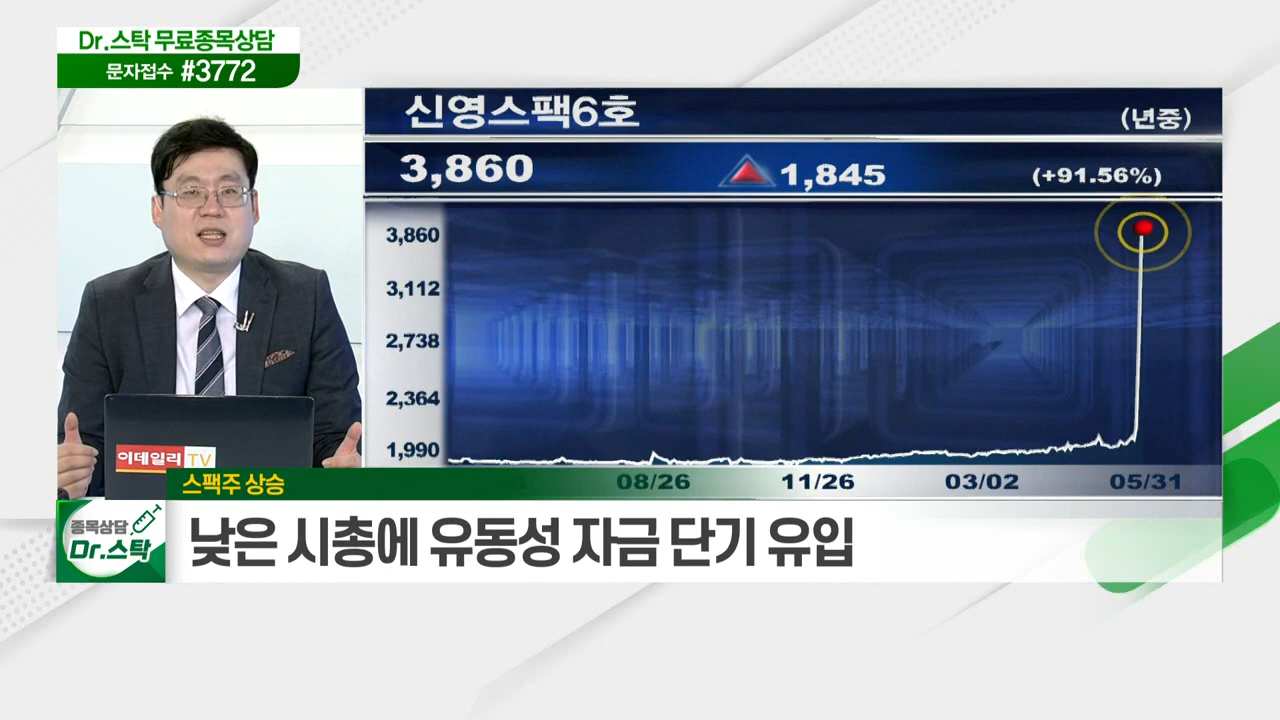 Dr.스탁 무료종목상담
문자접수 #3772
신영스팩6호
(년중)
3,860
▲ 1,845
(+91.56%)
3,860
3,112
2,738
2,364
1,990
08/26
11/26
03/02
05/31
이데일리 TV
스팩주 상승
종목상담
Dr.스탁
낮은 시총에 유동성 자금 단기 유입